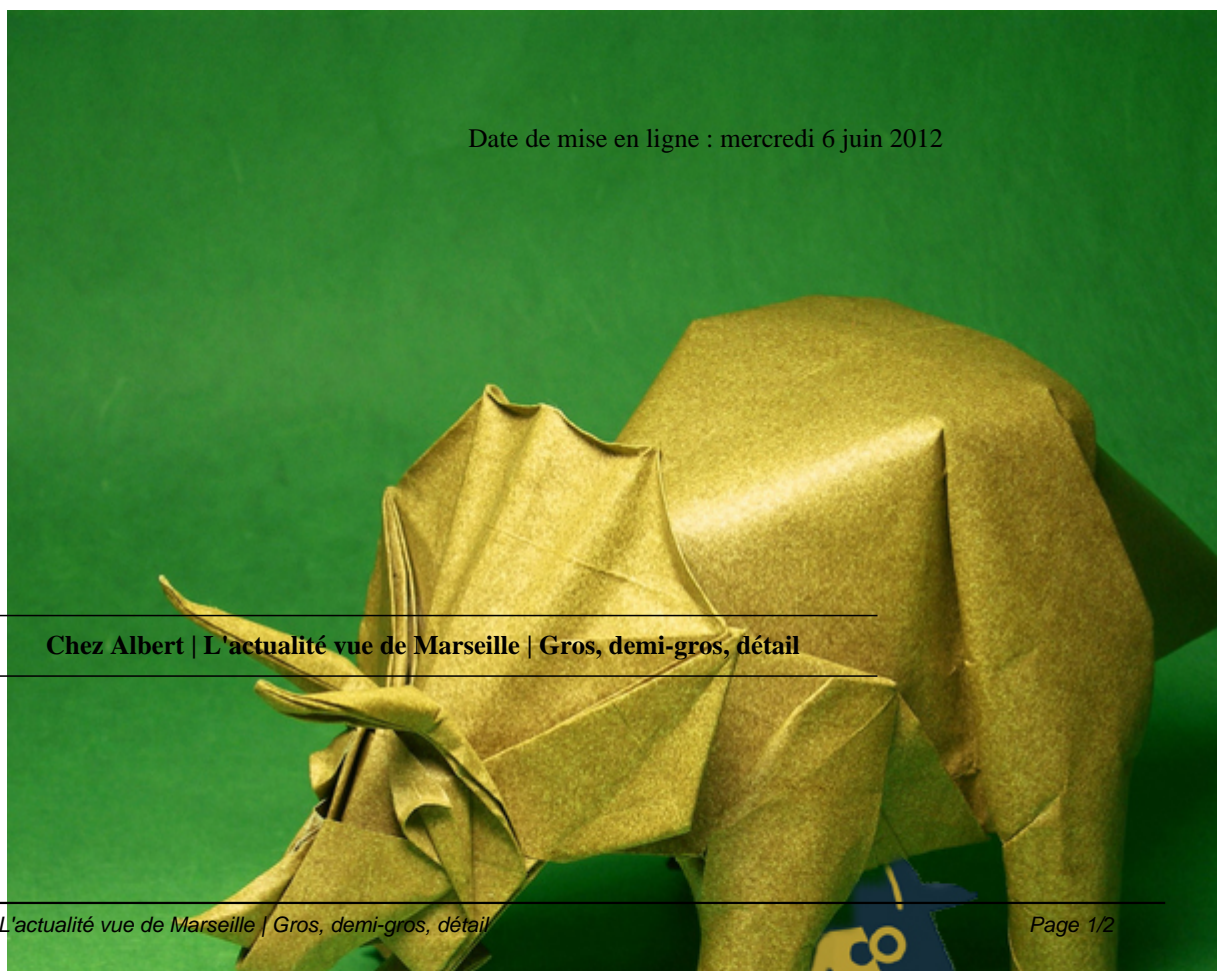 Date de mise en ligne : mercredi 6 juin 2012
Chez Albert | L'actualité vue de Marseille | Gros, demi-gros, détail
L'actualité vue de Marseille | Gros, demi-gros, détail
Page 1/2